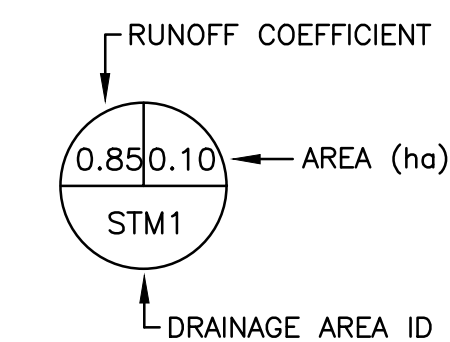 RUNOFF COEFFICIENT
0.85 0.10
AREA (ha)
STM1
DRAINAGE AREA ID